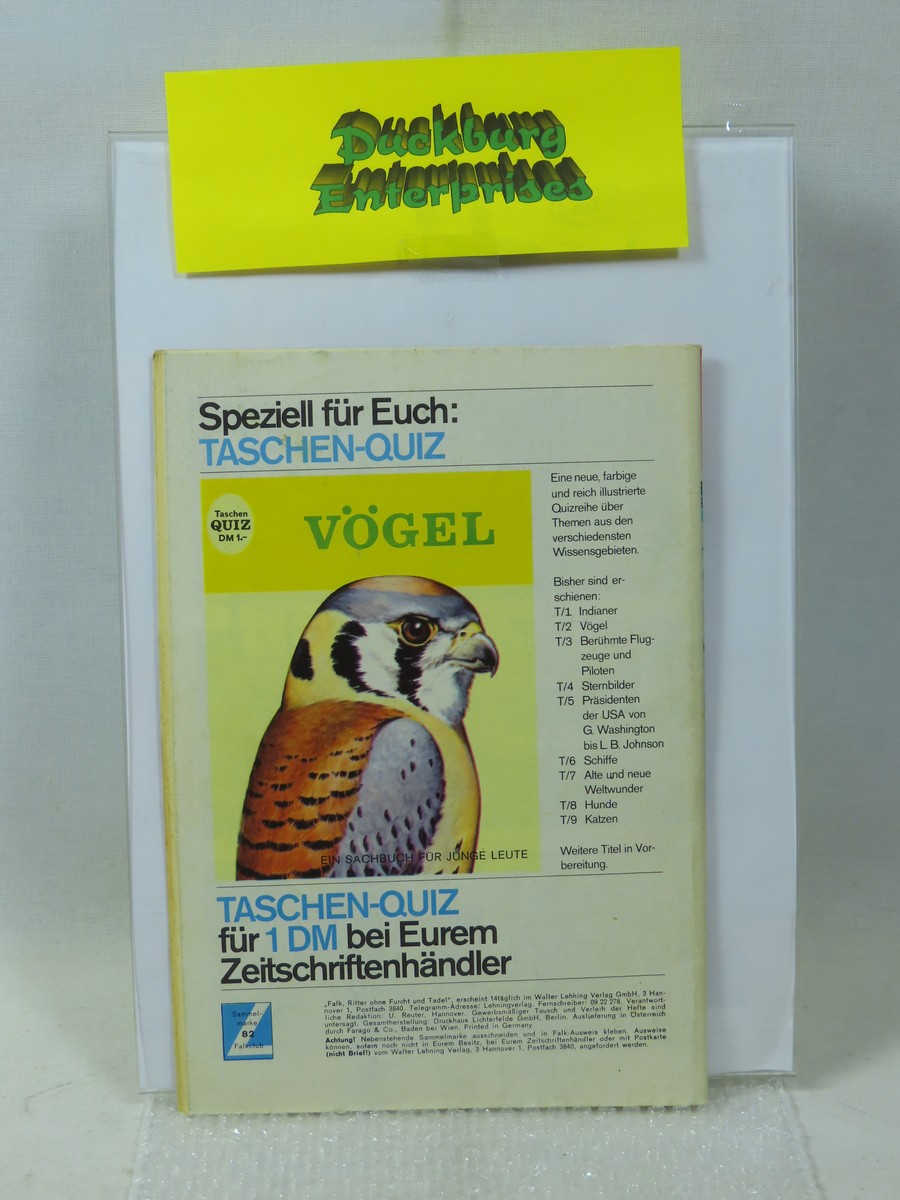 Duckburg
Enterprises
Speziell für Euch:
TASCHEN-QUIZ
Taschen
QUIZ
DM 1.-
VÖGEL
EIN SACHBUCH FÜR JUNGE LEUTE
Eine neue, farbige
und reich illustrierte
Quizreihe über
Themen aus den
verschiedensten
Wissensgebieten.
Bisher sind er-
schienen:
T/1 Indianer
T/2 Vögel
T/3 Berühmte Flug-
zeuge und
Piloten
T/4 Sternbilder
T/5 Präsidenten
der USA von
G. Washington
bis L. B. Johnson
T/6 Schiffe
T/7 Alte und neue
Weltwunder
T/8 Hunde
T/9 Katzen
Weitere Titel in Vor-
bereitung.
TASCHEN-QUIZ
für 1 DM bei Eurem
Zeitschriftenhändler
Sammel-
marke
82
Falkclub
„Falk, Ritter ohne Furcht und Tadel", erscheint 14täglich im Walter Lehning Verlag GmbH, 3 Han-
nover 1, Postfach 3840. Telegramm-Adresse: Lehningverlag. Fernschreiber: 09 22 278. Verantwort-
liche Redaktion: U. Reuter, Hannover. Gewerbsmäßiger Tausch und Verleih der Hefte sind
untersagt. Gesamtherstellung: Druckhaus Lichterfelde GmbH, Berlin. Auslieferung in Österreich
durch Farago & Co., Baden bei Wien. Printed in Germany
Achtung! Nebenstehende Sammelmarke ausschneiden und in Falk-Ausweis kleben. Ausweise
können, sofern noch nicht in Eurem Besitz, bei Eurem Zeitschriftenhändler oder mit Postkarte
(nicht Brief!) vom Walter Lehning Verlag, 3 Hannover 1, Postfach 3840, angefordert werden.